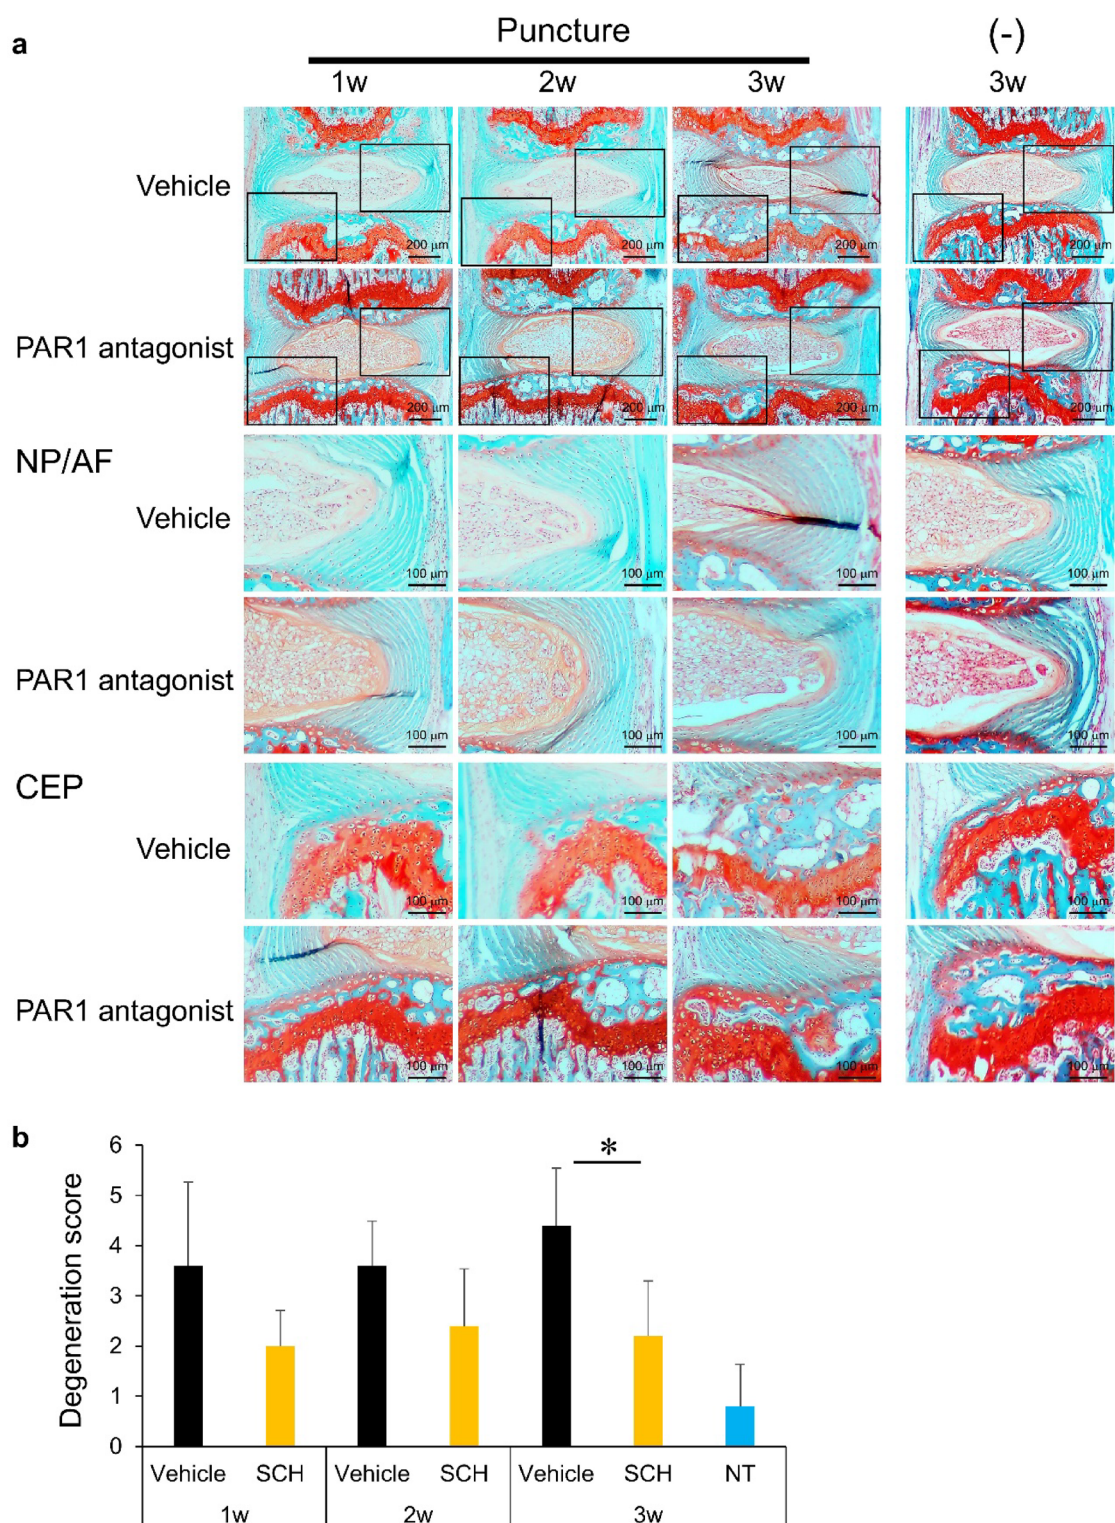 a
Puncture
(-)
1w 2w 3w 3w
Vehicle
200 μm 200 μm 200 μm 200 μm
PAR1 antagonist
200 μm 200 μm 200 μm 200 μm
NP/AF
Vehicle
100 μm 100 μm 100 μm 100 μm
PAR1 antagonist
100 μm 100 μm 100 μm 100 μm
CEP
Vehicle
100 μm 100 μm 100 μm 100 μm
PAR1 antagonist
100 μm 100 μm 100 μm 100 μm
b
Degeneration score
6
5
4
3
2
1
0
*
Vehicle SCH Vehicle SCH Vehicle SCH NT
1w 2w 3w